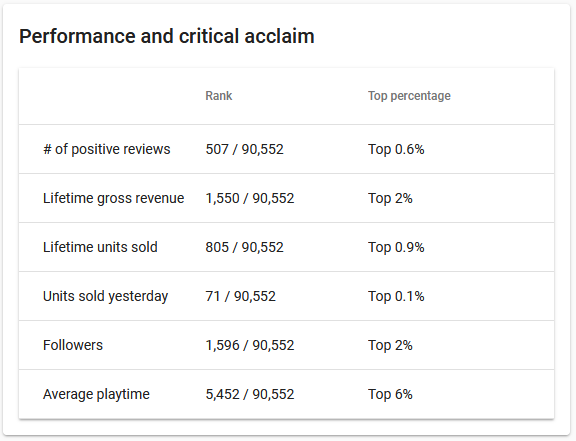 Performance and critical acclaim
Rank Top percentage
# of positive reviews 507 / 90,552 Top 0.6%
Lifetime gross revenue 1,550 / 90,552 Top 2%
Lifetime units sold 805 / 90,552 Top 0.9%
Units sold yesterday 71 / 90,552 Top 0.1%
Followers 1,596 / 90,552 Top 2%
Average playtime 5,452 / 90,552 Top 6%